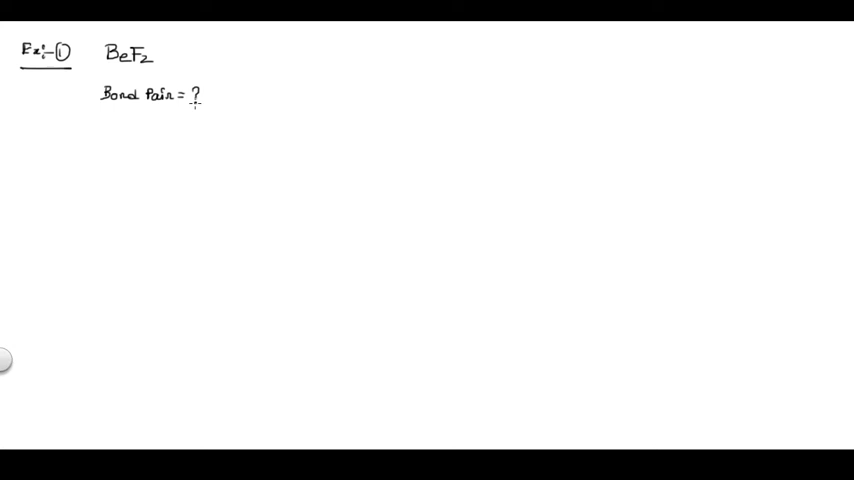 Ex:-① BeF₂
Bond Pair = ?